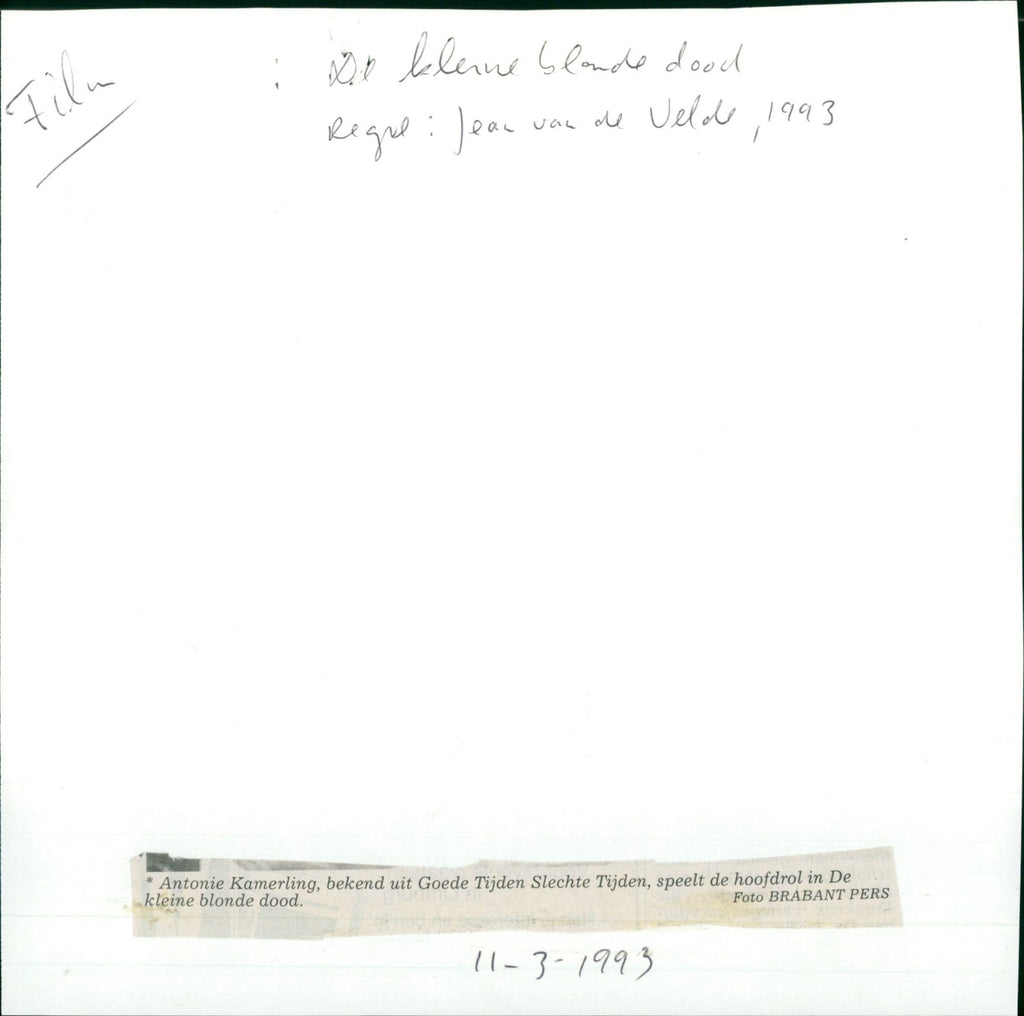 Film : De kleine blonde dood
Regie : Jean van de Velde, 1993
* Antonie Kamerling, bekend uit Goede Tijden Slechte Tijden, speelt de hoofdrol in De
kleine blonde dood. Foto BRABANT PERS
11-3-1993